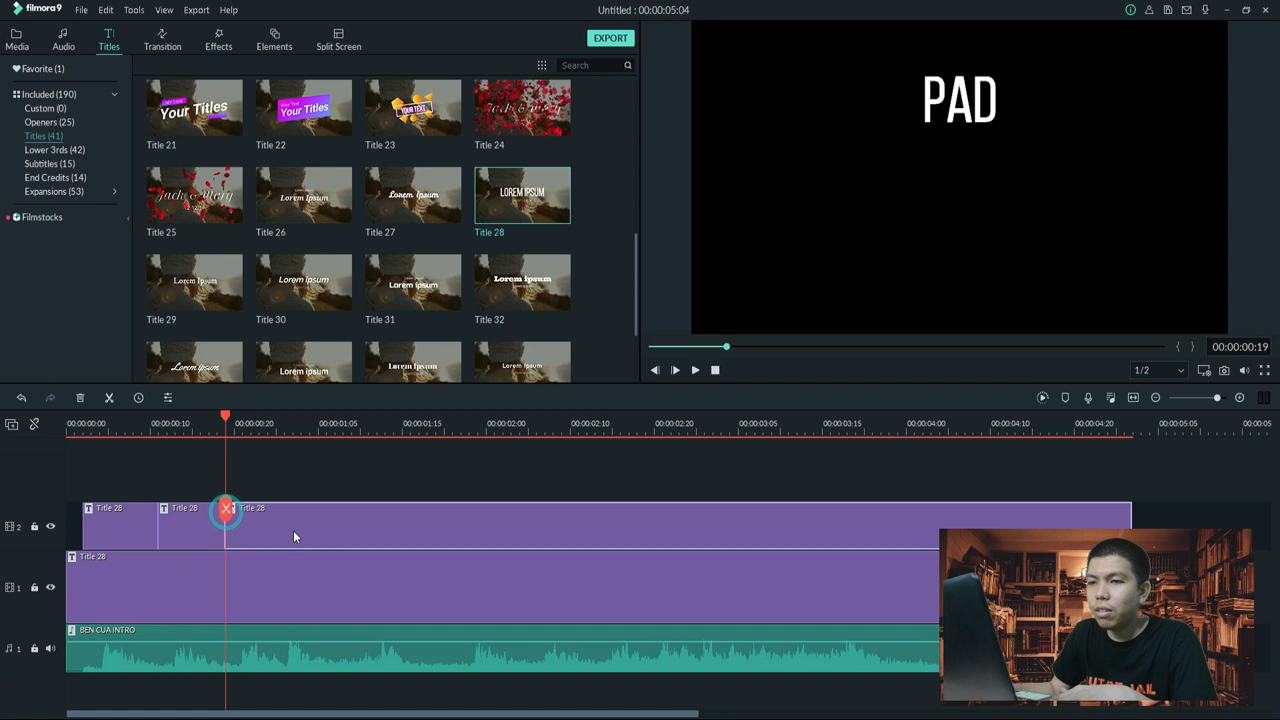 filmora9 File Edit Tools View Export Help Untitled : 00:00:05:04
Media Audio Titles Transition Effects Elements Split Screen EXPORT
Favorite (1)
Included (190)
Custom (0)
Openers (25)
Titles (41)
Lower 3rds (42)
Subtitles (15)
End Credits (14)
Expansions (53)
Filmstocks
Search
Your Titles
Your Text
Your Titles
YOUR TEXT
Jack & Mary
Title 21 Title 22 Title 23 Title 24
Jack & Mary
Lorem Ipsum
Lorem Ipsum
LOREM IPSUM
Title 25 Title 26 Title 27 Title 28
Lorem Ipsum
Lorem Ipsum
Lorem Ipsum
Lorem Ipsum
Title 29 Title 30 Title 31 Title 32
Lorem ipsum
Lorem Ipsum
Lorem Ipsum
Lorem Ipsum
PAD
00:00:00:19
1/2
00:00:00:00 00:00:00:10 00:00:00:20 00:00:01:05 00:00:01:15 00:00:02:00 00:00:02:10 00:00:02:20 00:00:03:05 00:00:03:15 00:00:04:00 00:00:04:10 00:00:04:20 00:00:05:05 00:00:05
2 Title 28 Title 28 Title 28
Title 28
1
BEN CUA INTRO
1